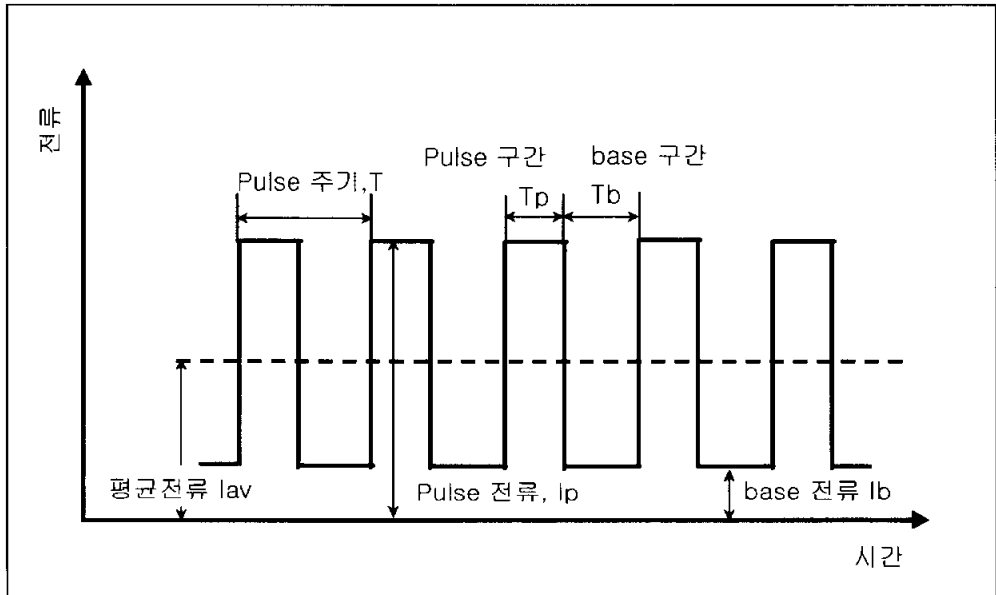 전류
Pulse 구간
base 구간
Pulse 주기,T
Tp
Tb
평균전류 Iav
Pulse 전류, Ip
base 전류 Ib
시간